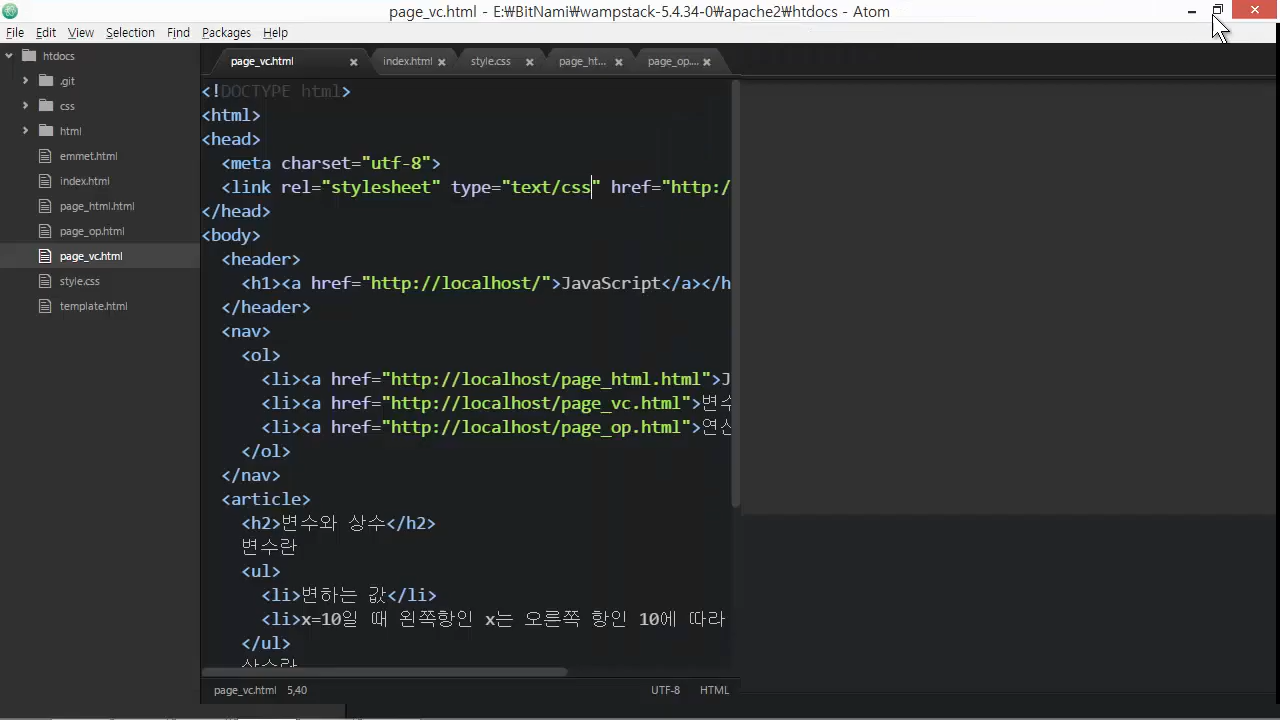 page_vc.html - E:₩BitNami₩wampstack-5.4.34-0₩apache2₩htdocs - Atom
File Edit View Selection Find Packages Help
htdocs
.git
css
html
emmet.html
index.html
page_html.html
page_op.html
page_vc.html
style.css
template.html
page_vc.html index.html style.css page_ht... page_op....
<!DOCTYPE html>
<html>
<head>
<meta charset="utf-8">
<link rel="stylesheet" type="text/css" href="http:/
</head>
<body>
<header>
<h1><a href="http://localhost/">JavaScript</a></h
</header>
<nav>
<ol>
<li><a href="http://localhost/page_html.html">J
<li><a href="http://localhost/page_vc.html">변수
<li><a href="http://localhost/page_op.html">연산
</ol>
</nav>
<article>
<h2>변수와 상수</h2>
변수란
<ul>
<li>변하는 값</li>
<li>x=10일 때 왼쪽항인 x는 오른쪽 항인 10에 따라
</ul>
상수란
page_vc.html 5,40 UTF-8 HTML